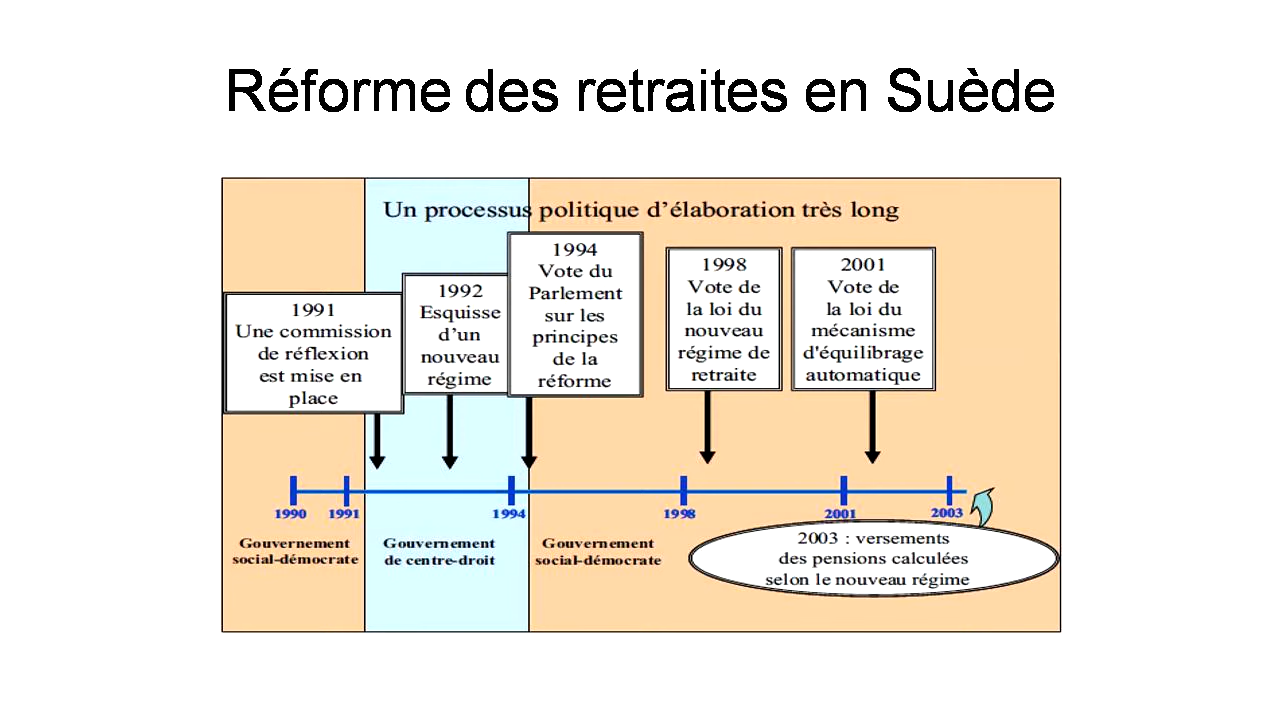 Réforme des retraites en Suède
Un processus politique d’élaboration très long
1991
Une commission
de réflexion
est mise en
place
1992
Esquisse
d’un
nouveau
régime
1994
Vote du
Parlement
sur les
principes
de la
réforme
1998
Vote de
la loi du
nouveau
régime de
retraite
2001
Vote de
la loi du
mécanisme
d'équilibrage
automatique
1990
1991
1994
1998
2001
2003
Gouvernement
social-démocrate
Gouvernement
de centre-droit
Gouvernement
social-démocrate
2003 : versements
des pensions calculées
selon le nouveau régime